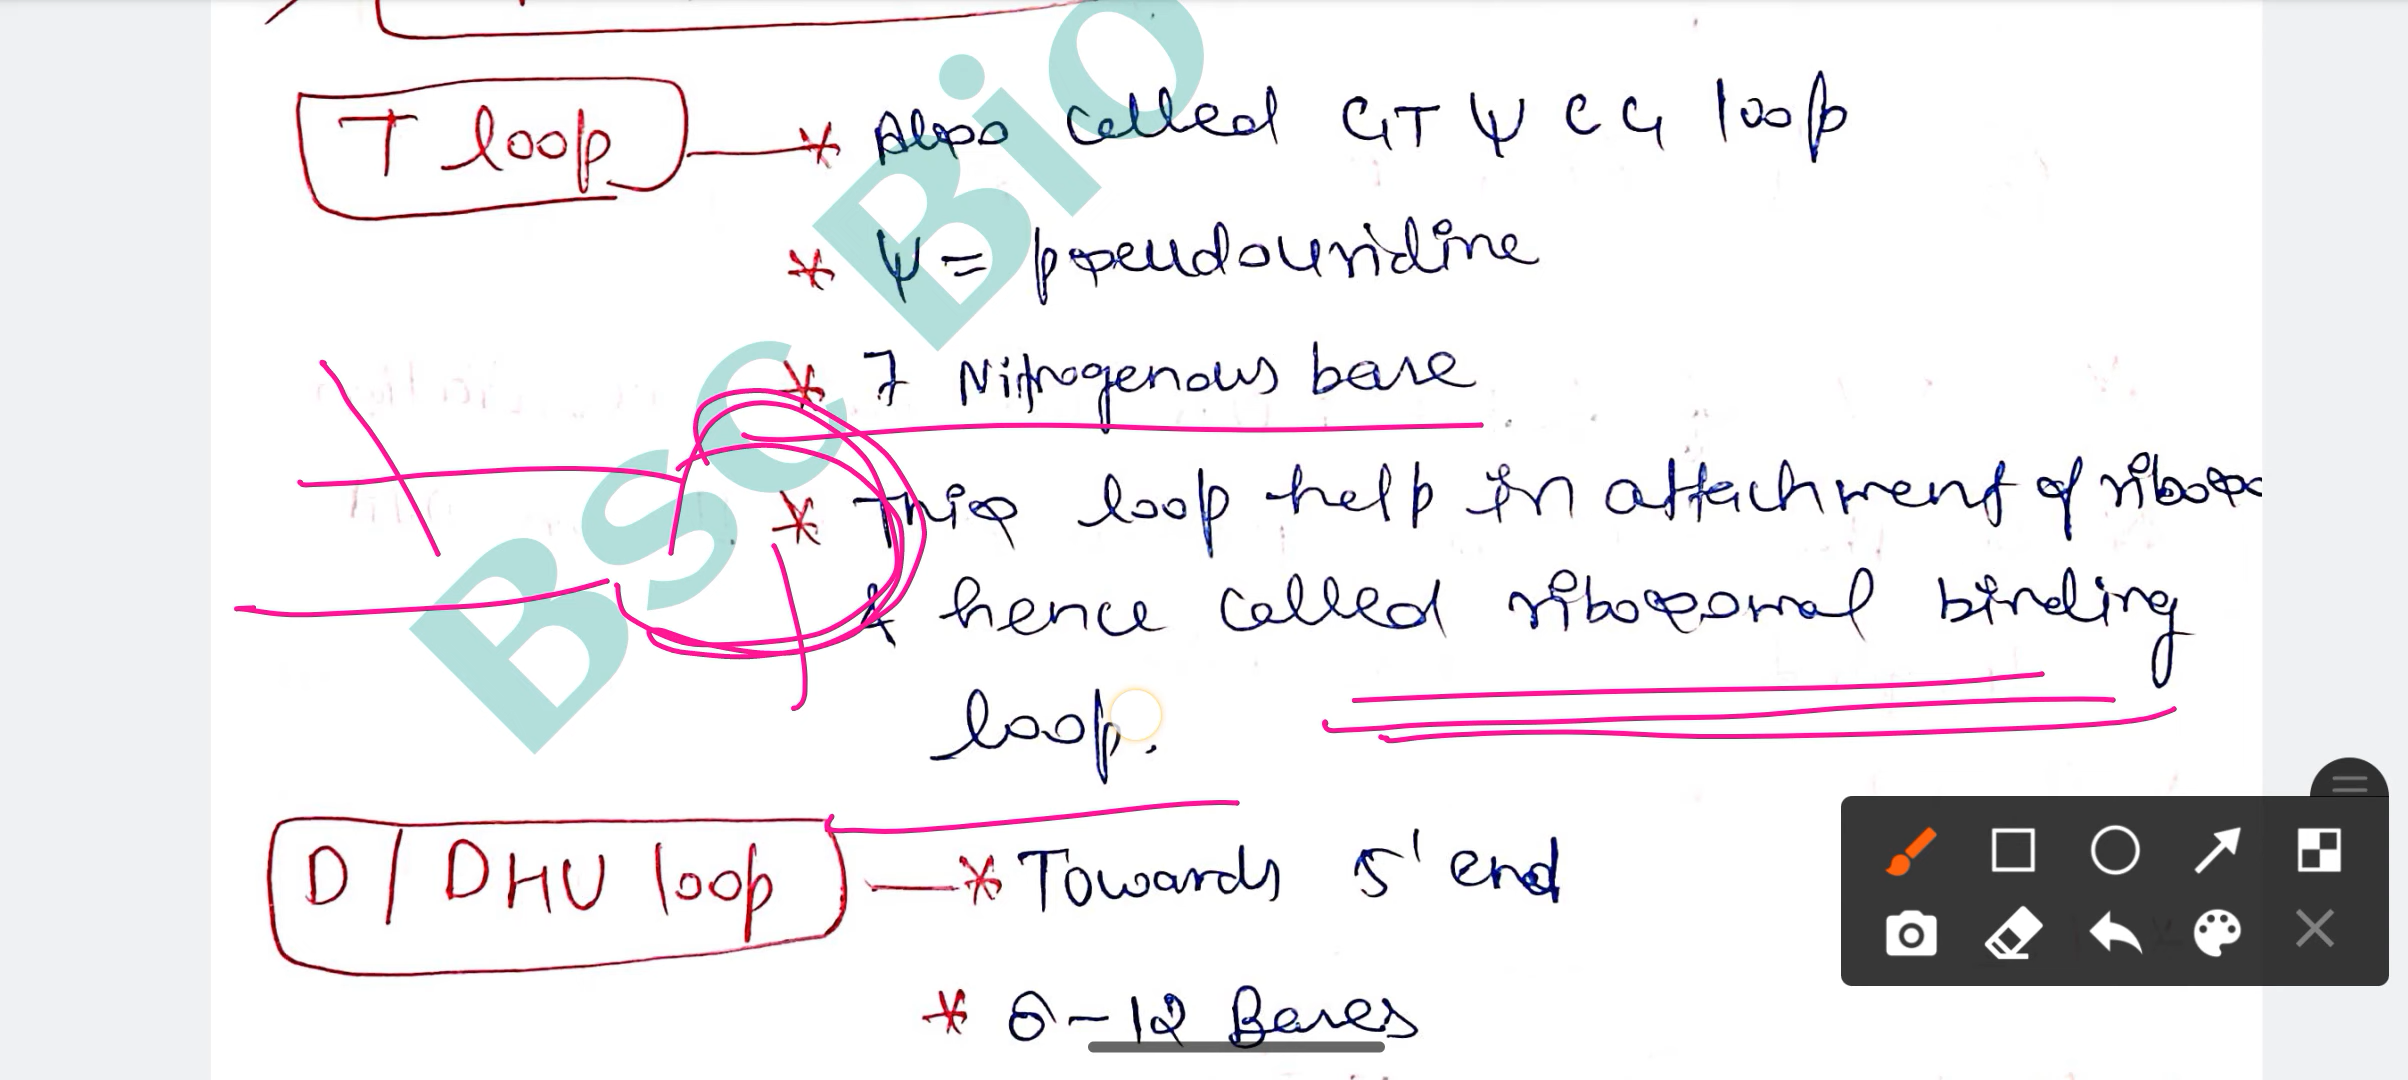 T loop * Also called GTΨCG loop
* Ψ = pseudouridine
* 7 Nitrogenous base
* This loop help in attachment of riboso
& hence called ribosomal binding
loop.
D / DHU loop * Towards 5' end
* 8-12 Bases
Bsc Bio